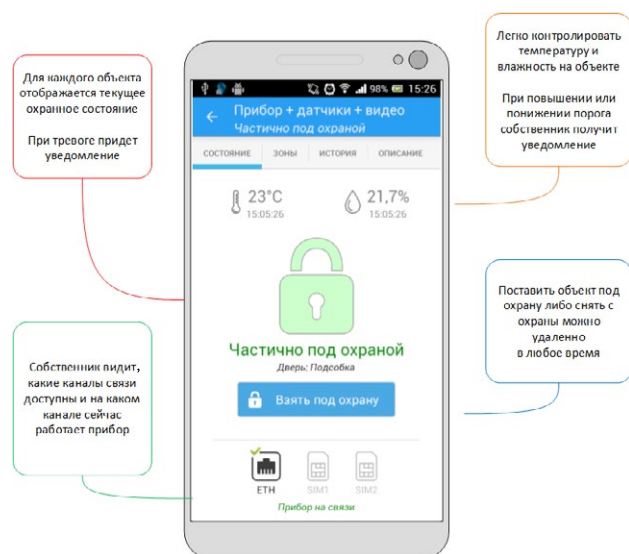 Для каждого объекта
отображается текущее
охранное состояние
При тревоге придет
уведомление
Собственник видит,
какие каналы связи
доступны и на каком
канале сейчас
работает прибор
98% 15:26
Прибор + датчики + видео
Частично под охраной
СОСТОЯНИЕ ЗОНЫ ИСТОРИЯ ОПИСАНИЕ
23°C 21,7%
15:05:26 15:05:26
Частично под охраной
Дверь; Подсобка
Взять под охрану
ETH SIM1 SIM2
Прибор на связи
Легко контролировать
температуру и
влажность на объекте
При повышении или
понижении порога
собственник получит
уведомление
Поставить объект под
охрану либо снять с
охраны можно
удаленно
в любое время